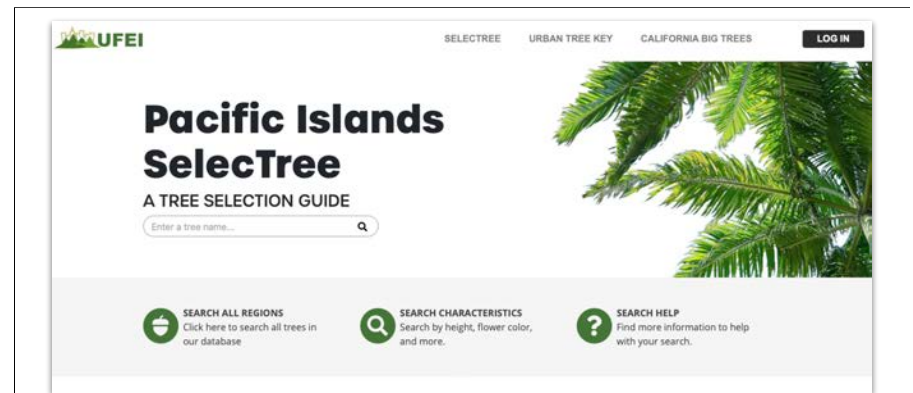 UFEI
SELECTREE URBAN TREE KEY CALIFORNIA BIG TREES LOG IN
Pacific Islands
SelecTree
A TREE SELECTION GUIDE
Enter a tree name...
SEARCH ALL REGIONS
Click here to search all trees in
our database
SEARCH CHARACTERISTICS
Search by height, flower color,
and more.
SEARCH HELP
Find more information to help
with your search.